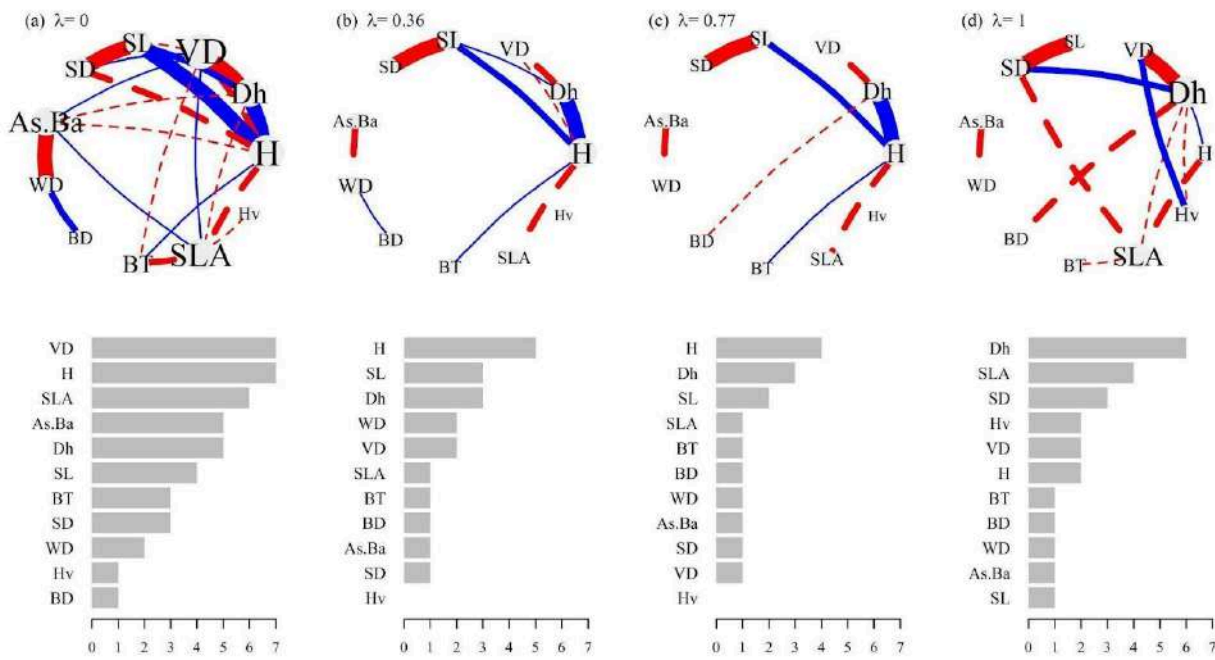 (a) λ= 0
(b) λ= 0.36
(c) λ= 0.77
(d) λ= 1
SL
VD
SD
Dh
As.Ba
H
WD
Hv
BD
BT
SLA
SL
VD
SD
Dh
As.Ba
H
WD
Hv
BD
BT
SLA
SL
VD
SD
Dh
As.Ba
H
WD
Hv
BD
BT
SLA
SL
VD
SD
Dh
As.Ba
H
WD
Hv
BD
BT
SLA
VD
H
SLA
As.Ba
Dh
SL
BT
SD
WD
Hv
BD
0 1 2 3 4 5 6 7
H
SL
Dh
WD
VD
SLA
BT
BD
As.Ba
SD
Hv
0 1 2 3 4 5 6 7
H
Dh
SL
SLA
BT
BD
WD
As.Ba
SD
VD
Hv
0 1 2 3 4 5 6 7
Dh
SLA
SD
Hv
VD
H
BT
BD
WD
As.Ba
SL
0 1 2 3 4 5 6 7